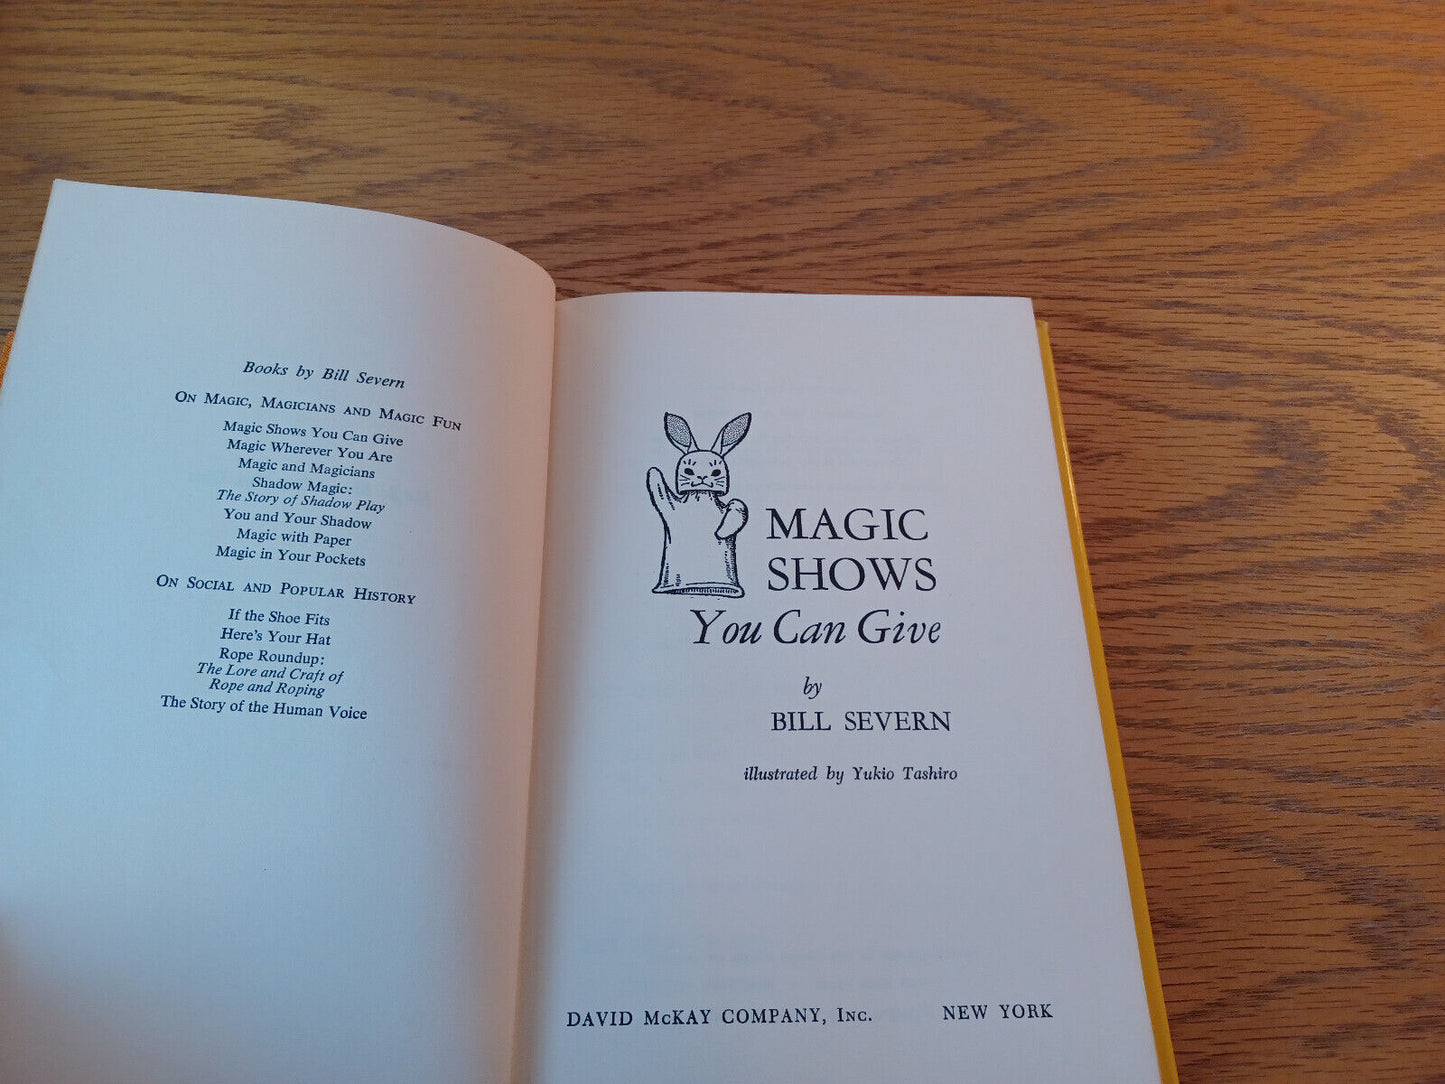 Books by Bill Severn
ON MAGIC, MAGICIANS AND MAGIC FUN
Magic Shows You Can Give
Magic Wherever You Are
Magic and Magicians
Shadow Magic:
The Story of Shadow Play
You and Your Shadow
Magic with Paper
Magic in Your Pockets
ON SOCIAL AND POPULAR HISTORY
If the Shoe Fits
Here's Your Hat
Rope Roundup:
The Lore and Craft of
Rope and Roping
The Story of the Human Voice
MAGIC
SHOWS
You Can Give
by
BILL SEVERN
illustrated by Yukio Tashiro
DAVID McKAY COMPANY, INC. NEW YORK